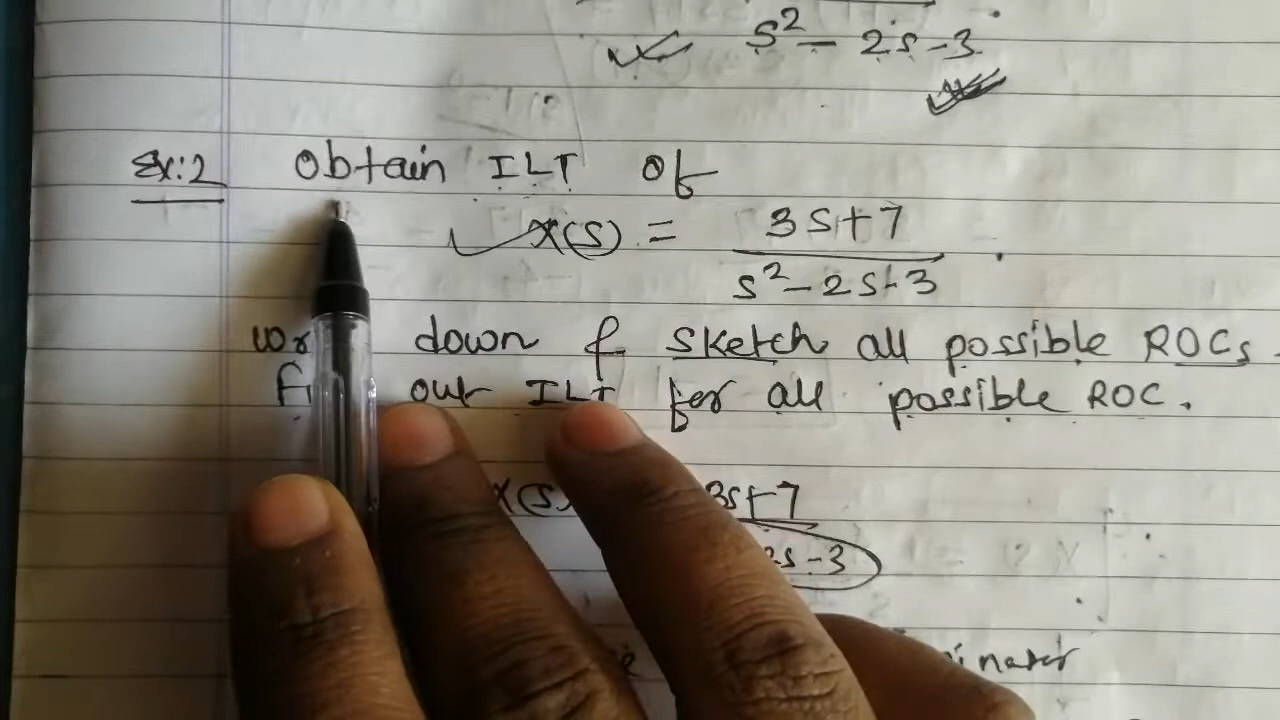 s² - 2s - 3
Ex:2 Obtain ILT of
X(S) = 3s+7
s² - 2s - 3
down & sketch all possible ROCs.
out ILT for all possible ROC.
X(S) 3s+7
2s - 3